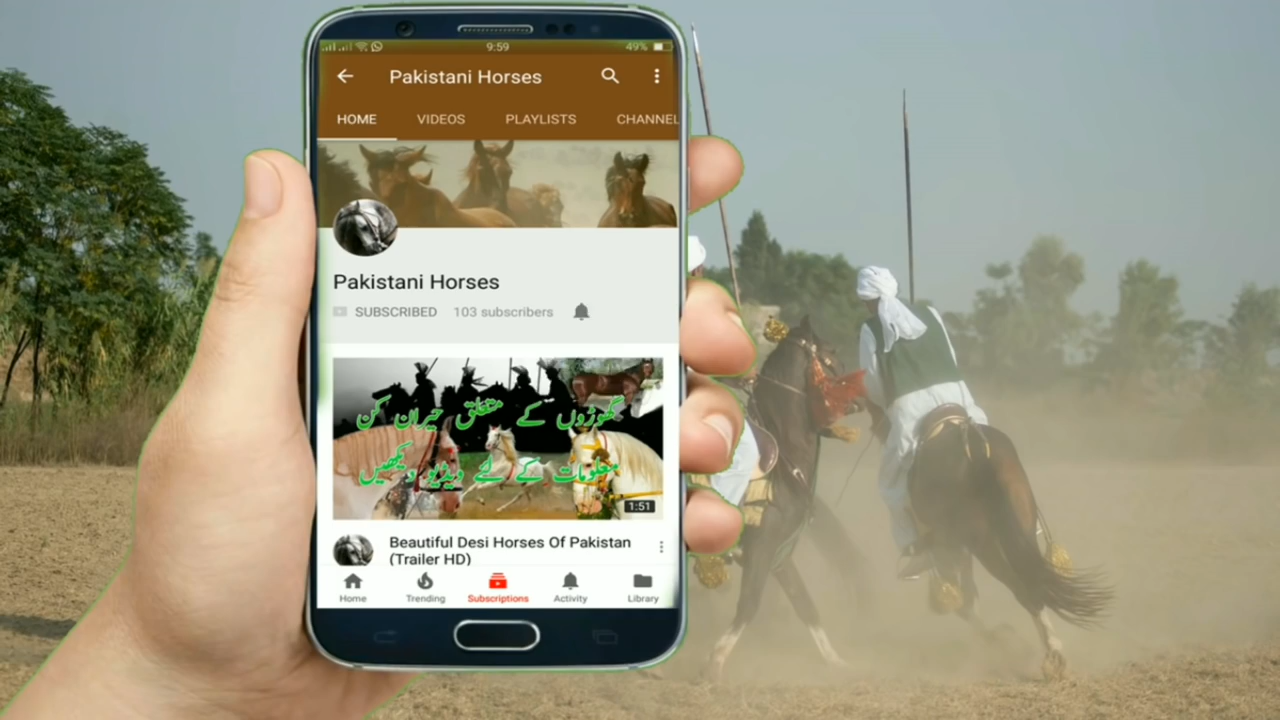 9:59
49%
Pakistani Horses
HOME VIDEOS PLAYLISTS CHANNEL
Pakistani Horses
SUBSCRIBED 103 subscribers
گھوڑوں کے متعلق حیران کن
معلومات کے لئے ویڈیو دیکھیں
1:51
Beautiful Desi Horses Of Pakistan
(Trailer HD)
Home Trending Subscriptions Activity Library